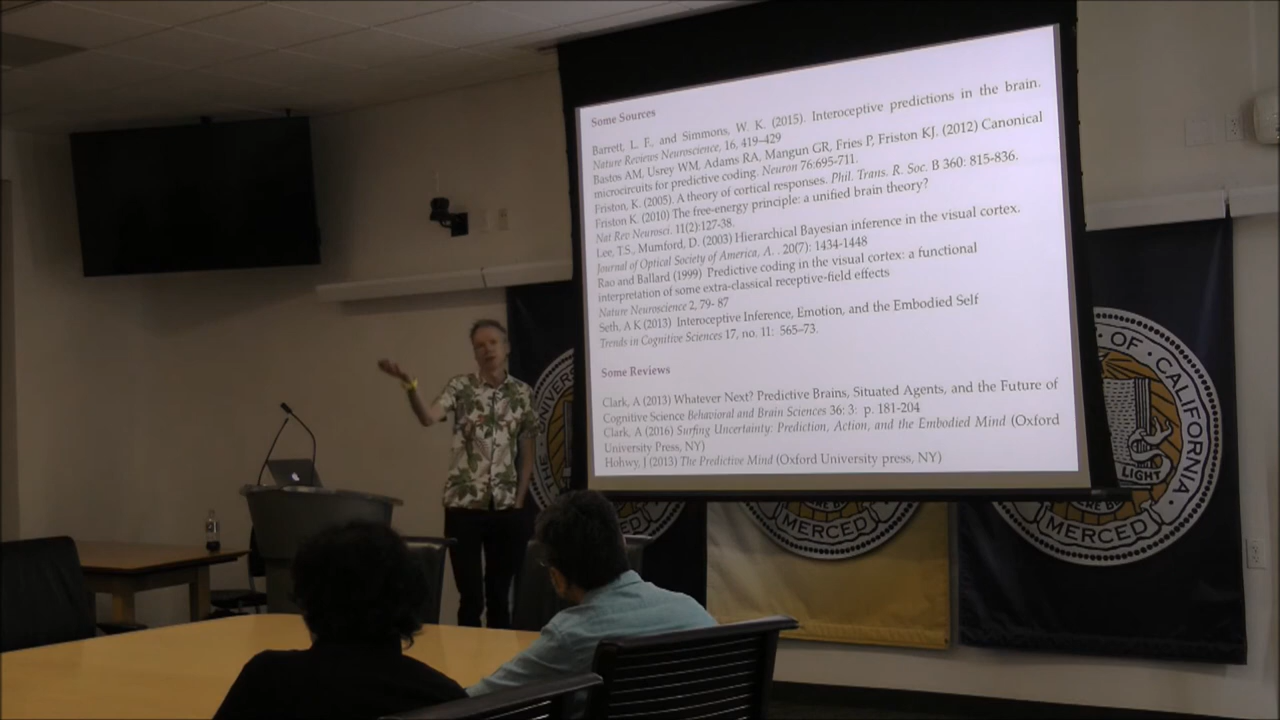 Some Sources
Barrett, L. F., and Simmons, W. K. (2015). Interoceptive predictions in the brain.
Nature Reviews Neuroscience, 16, 419–429
Bastos AM, Usrey WM, Adams RA, Mangun GR, Fries P, Friston KJ. (2012) Canonical
microcircuits for predictive coding. Neuron 76:695-711.
Friston, K. (2005). A theory of cortical responses. Phil. Trans. R. Soc. B 360: 815-836.
Friston K. (2010) The free-energy principle: a unified brain theory?
Nat Rev Neurosci. 11(2):127-38.
Lee, T.S., Mumford, D. (2003) Hierarchical Bayesian inference in the visual cortex.
Journal of Optical Society of America, A. . 20(7): 1434-1448
Rao and Ballard (1999) Predictive coding in the visual cortex: a functional
interpretation of some extra-classical receptive-field effects
Nature Neuroscience 2, 79- 87
Seth, A K (2013) Interoceptive Inference, Emotion, and the Embodied Self
Trends in Cognitive Sciences 17, no. 11: 565–73.
Some Reviews
Clark, A (2013) Whatever Next? Predictive Brains, Situated Agents, and the Future of
Cognitive Science Behavioral and Brain Sciences 36: 3: p. 181-204
Clark, A (2016) Surfing Uncertainty: Prediction, Action, and the Embodied Mind (Oxford
University Press, NY)
Hohwy, J (2013) The Predictive Mind (Oxford University press, NY)
THE UNIVERS
OF · CALIFORNIA
LIGHT
MERCED
MERCED